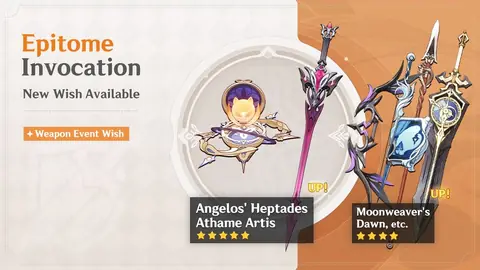 Epitome
Invocation
New Wish Available
✦ Weapon Event Wish
UP!
Angelos' Heptades
Athame Artis
★★★★★
UP!
Moonweaver's
Dawn, etc.
★★★★